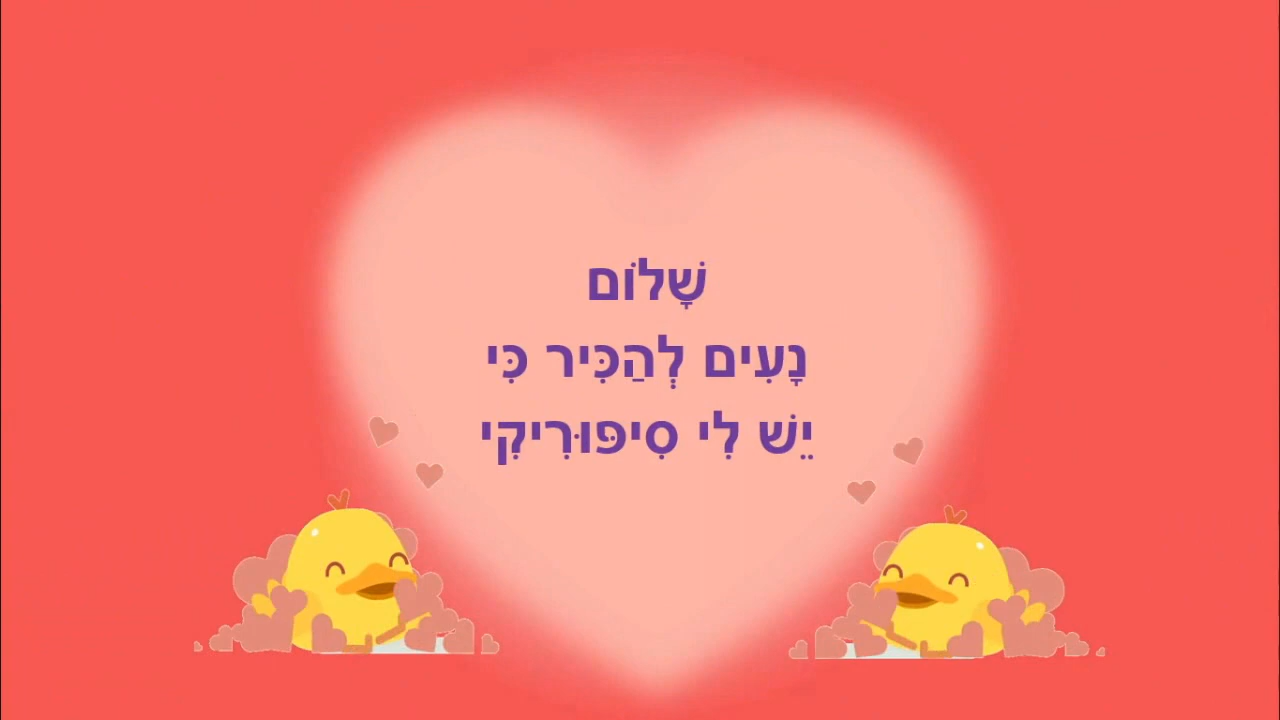 שָׁלוֹם
נָעִים לְהַכִּיר כִּי
יֵשׁ לִי סִיפּוּרִיקִי